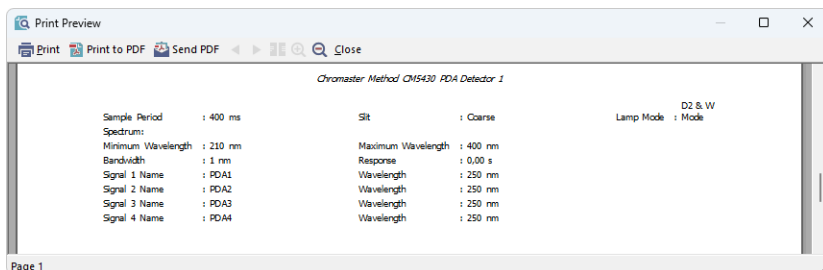 Print Preview
Print Print to PDF Send PDF Close
Chromaster Method CM5430 PDA Detector 1
Sample Period : 400 ms Slit : Coarse Lamp Mode : D2 & W Mode
Spectrum:
Minimum Wavelength : 210 nm Maximum Wavelength : 400 nm
Bandwidth : 1 nm Response : 0,00 s
Signal 1 Name : PDA1 Wavelength : 250 nm
Signal 2 Name : PDA2 Wavelength : 250 nm
Signal 3 Name : PDA3 Wavelength : 250 nm
Signal 4 Name : PDA4 Wavelength : 250 nm
Page 1